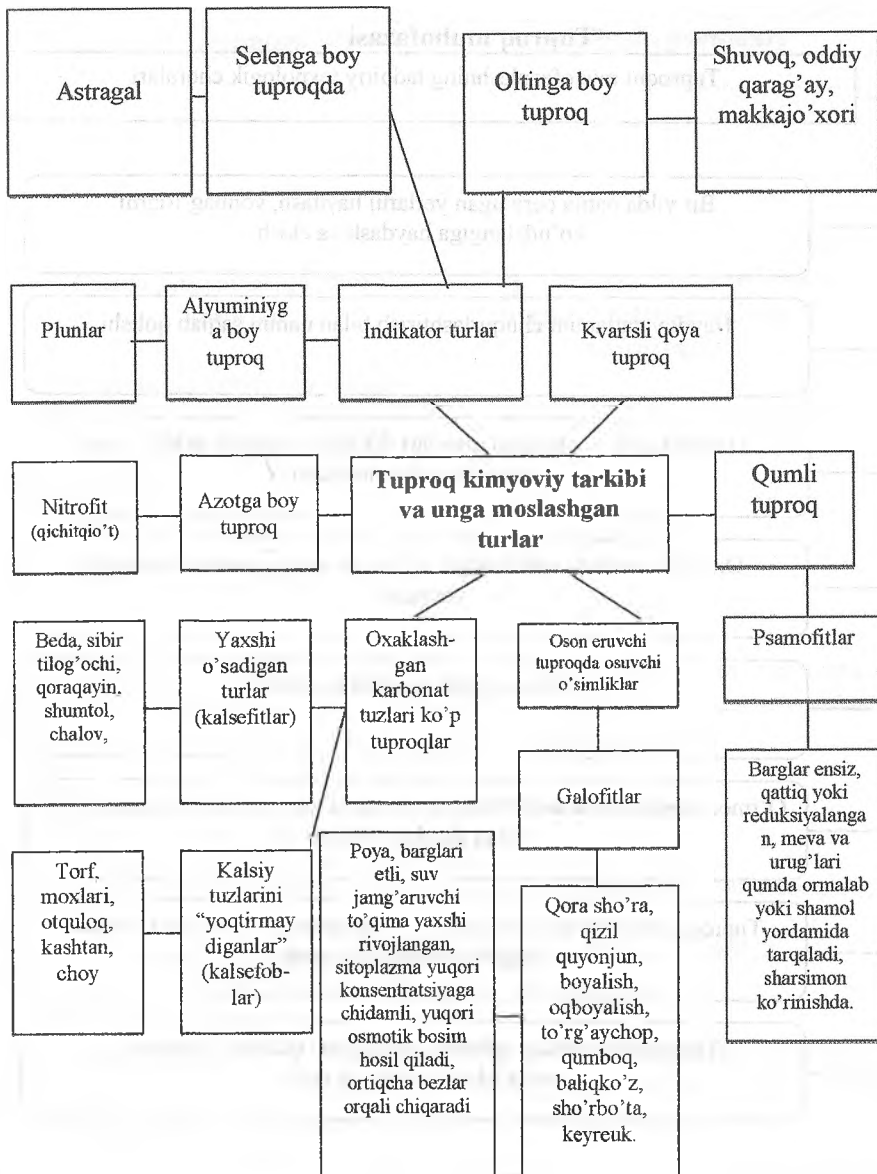 Astragal
Selenga boy
tuproqda
Oltinga boy
tuproq
Shuvoq, oddiy
qarag'ay,
makkajo'xori
Plunlar
Alyuminiyg
a boy
tuproq
Indikator turlar
Kvarsli qoya
tuproq
Nitrofit
(qichitqio't)
Azotga boy
tuproq
Tuproq kimyoviy tarkibi
va unga moslashgan
turlar
Qumli
tuproq
Beda, sibir
tilog'ochi,
qoraqayin,
shumtol,
chalov,
Yaxshi
o'sadigan
turlar
(kalsefitlar)
Oxaklash-
gan
karbonat
tuzlari ko'p
tuproqlar
Oson eruvchi
tuproqda osuvchi
o'simliklar
Psamofitlar
Torf,
moxlari,
otquloq,
kashtan,
choy
Kalsiy
tuzlarini
“yoqtirmay
diganlar”
(kalsefob-
lar)
Poya, barglari
etli, suv
jamg'aruvchi
to'qima yaxshi
rivojlangan,
sitoplazma yuqori
konsentratsiyaga
chidamli, yuqori
osmotik bosim
hosil qiladi,
ortiqcha bezlar
orqali chiqaradi
Galofitlar
Qora sho'ra,
qizil
quyonjun,
boyalish,
oqboyalish,
to'rg'aychop,
qumboq,
baliqko'z,
sho'rbo'ta,
keyreuk.
Barglar ensiz,
qattiq yoki
reduksiyalanga
n, meva va
urug'lari
qumda ormalab
yoki shamol
yordamida
tarqaladi,
sharsimon
ko'rinishda.